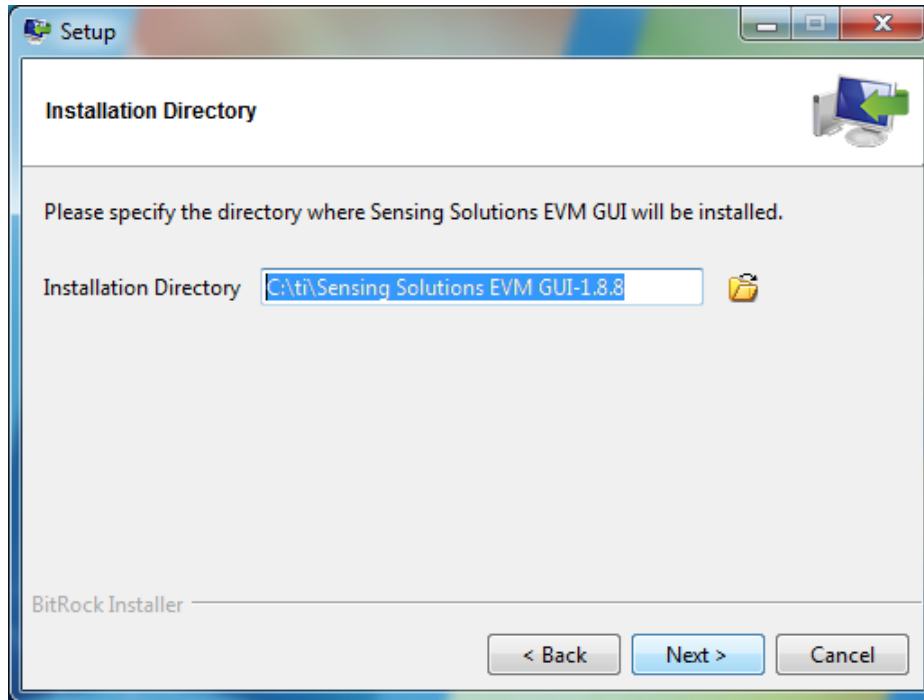 Setup
Installation Directory
Please specify the directory where Sensing Solutions EVM GUI will be installed.
Installation Directory C:\ti\Sensing Solutions EVM GUI-1.8.8
BitRock Installer
< Back Next > Cancel